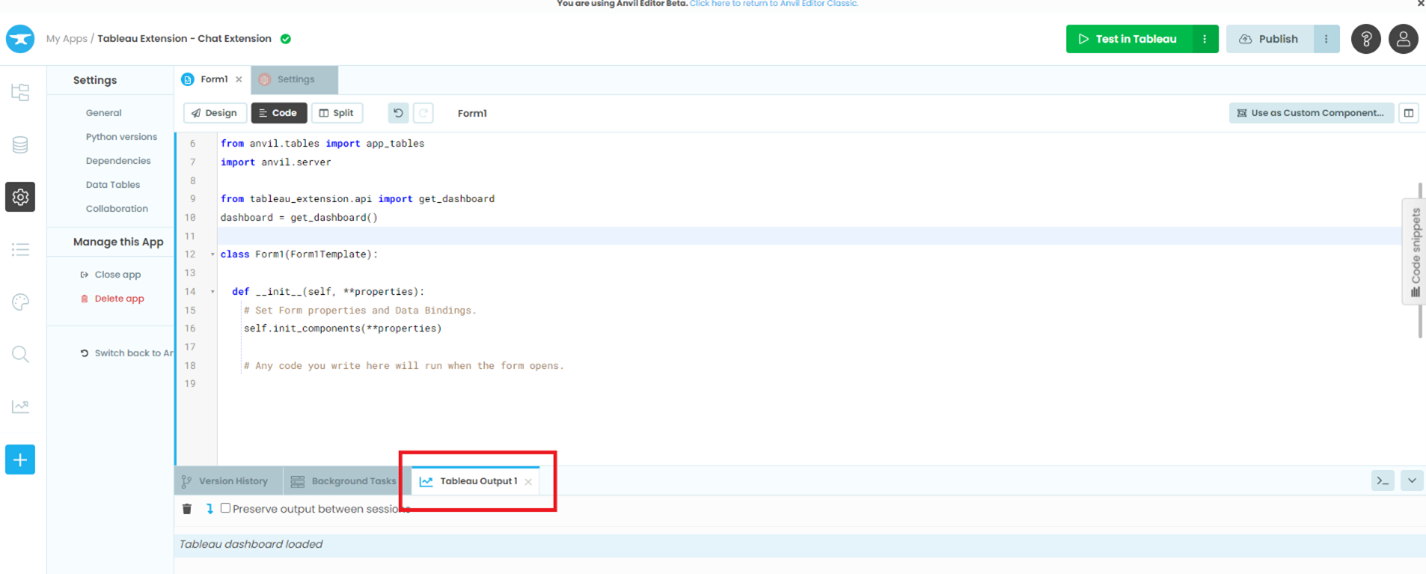 You are using Anvil Editor Beta. Click here to return to Anvil Editor Classic.
My Apps / Tableau Extension - Chat Extension
Test in Tableau
Publish
Settings
General
Python versions
Dependencies
Data Tables
Collaboration
Manage this App
Close app
Delete app
Switch back to An
Form1
Settings
Design
Code
Split
Form1
Use as Custom Component...
6 from anvil.tables import app_tables
7 import anvil.server
8
9 from tableau_extension.api import get_dashboard
10 dashboard = get_dashboard()
11
12 class Form1(Form1Template):
13
14 def __init__(self, **properties):
15 # Set Form properties and Data Bindings.
16 self.init_components(**properties)
17
18 # Any code you write here will run when the form opens.
19
Code snippets
Version History
Background Tasks
Tableau Output 1
Preserve output between sessions
Tableau dashboard loaded